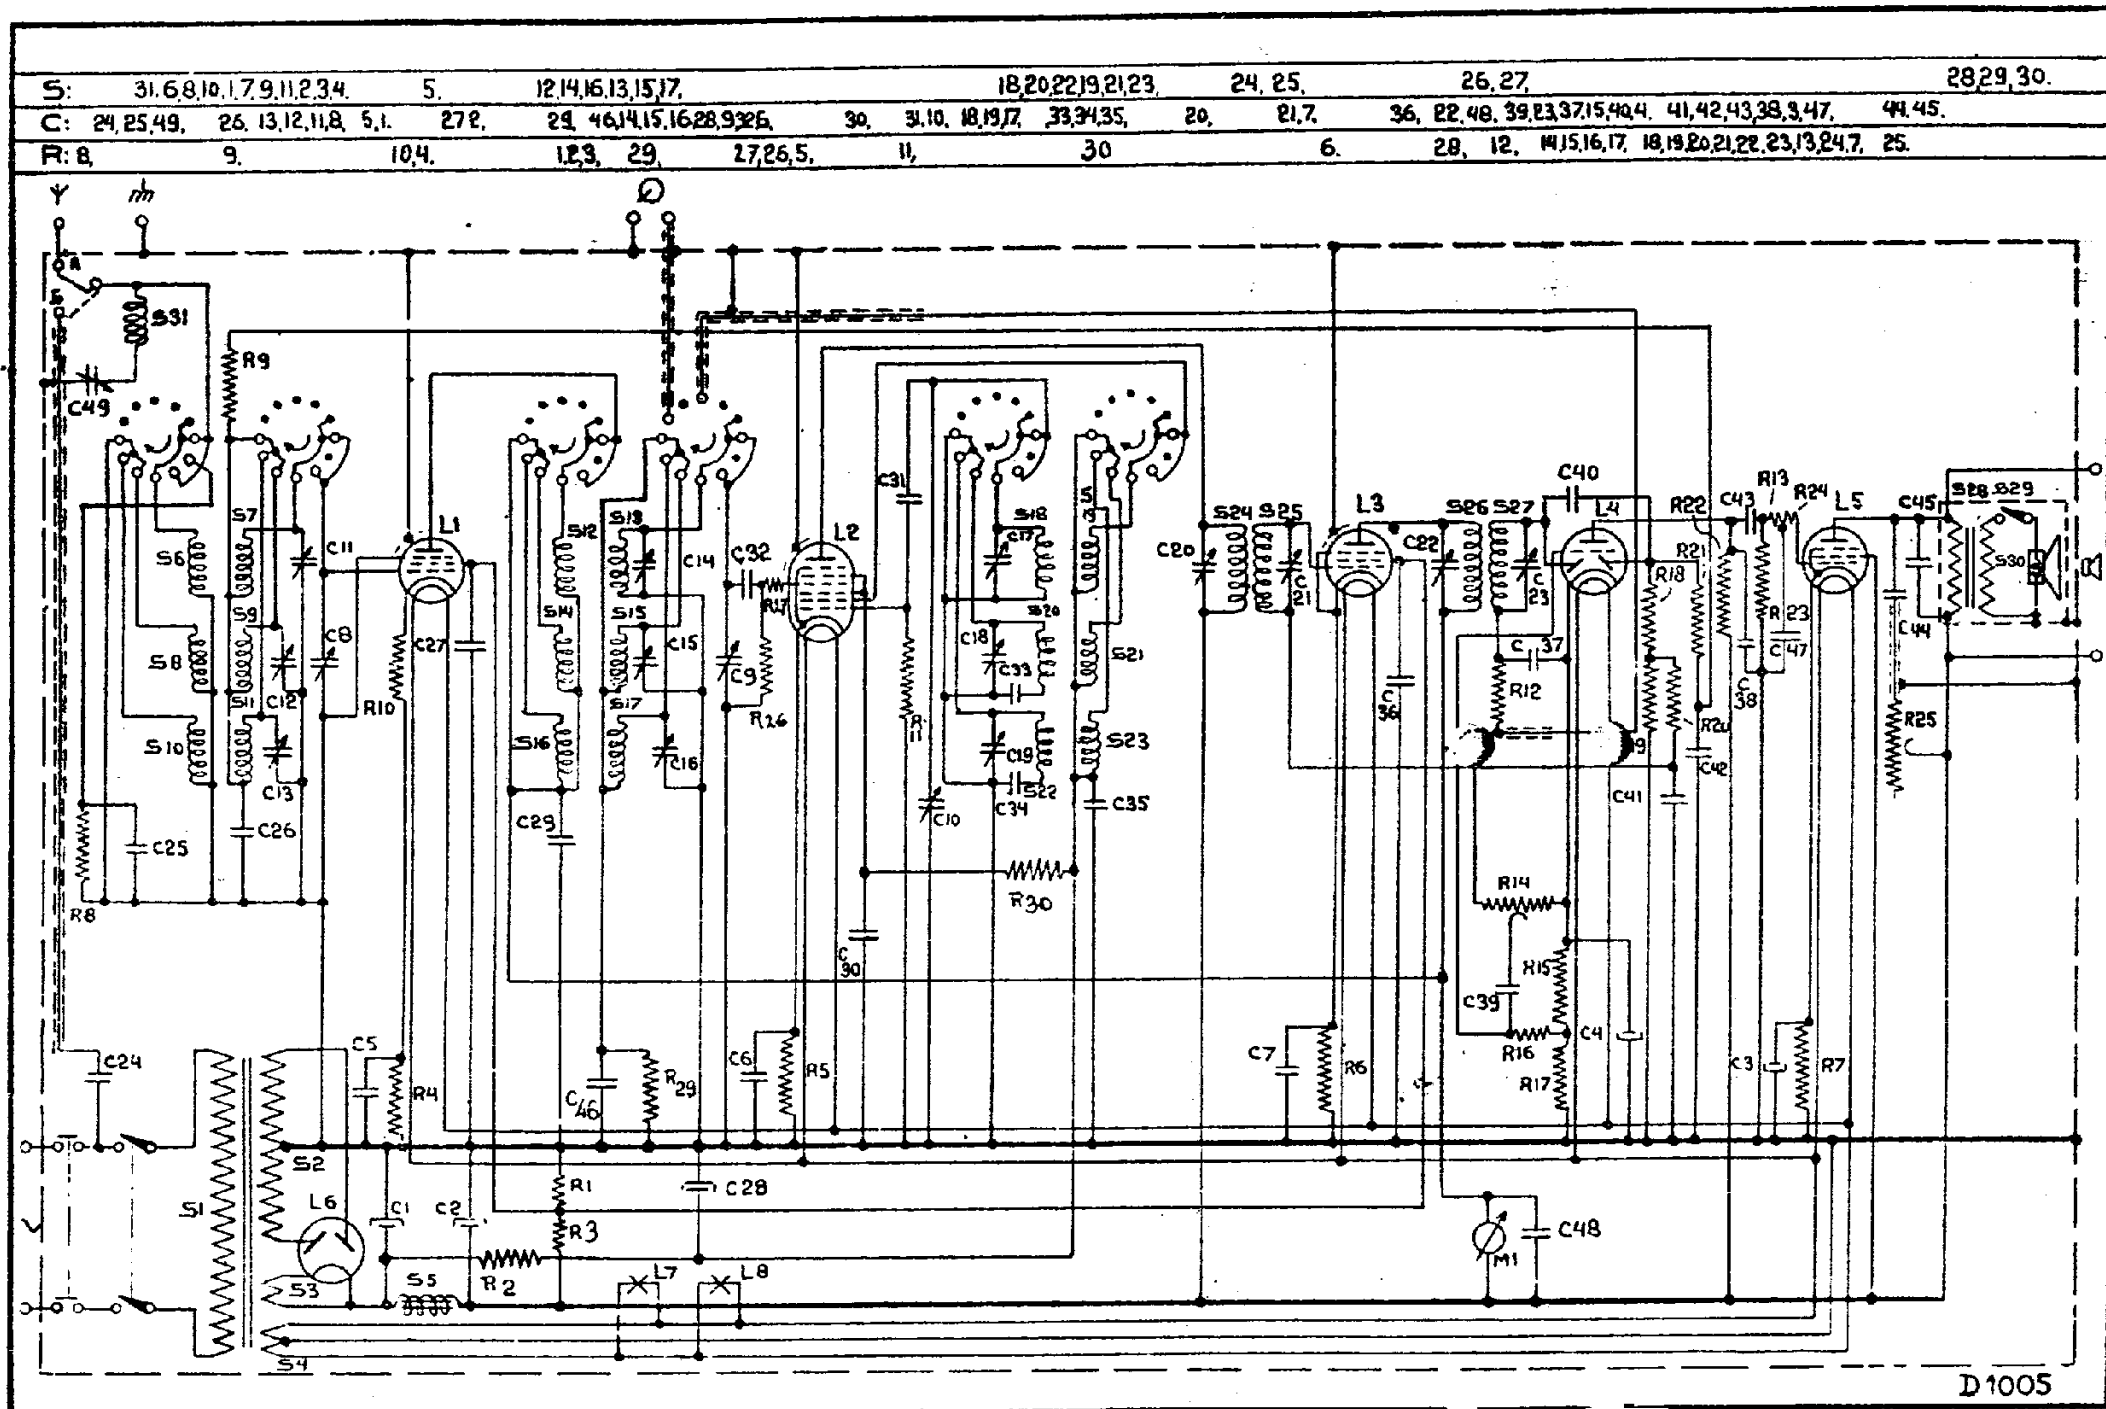 S: 31.6,8,10,1.7.9,11,2,3,4. 5. 12,14,16,13,15,17, 18,20,22,19,21,23, 24, 25, 26, 27, 28,29,30.
C: 24,25,49, 26. 13,12,11,8, 5,1. 27 2, 29, 46,14,15,16 30, 31,10. 18,19,17, 33,34,35, 20, 21,7. 36, 22,48. 39,23,37,15,40,4. 41,42,43,38,3,47. 44.45.
R: 8, 9. 10,4. 1,2,3, 29, 27,26,5, 11, 30 6. 28, 12, 14,15,16,17, 18,19,20,21,22,23,13,24,7, 25.
A
S31
R9
C49
C31
C40
R13
R24
S28 S29
C45
S7
L1
S12
S13
L2
S18
C17
S24 S25
L3
S26 S27
L4
R22
C43
L5
C11
C14
C32
C20
C22
R21
R18
S6
S30
C21
C23
S9
S14
S15
S20
R23
C44
C8
C27
C15
C18
S8
C9
C33
S21
C37
C47
C12
R12
C38
S11
R10
S17
R26
R11
C36
R20
R25
S10
S16
C16
C19
S23
C13
C34
S22
C42
C10
C35
C41
C26
C29
C25
R8
R30
R14
C30
R15
C39
C5
C24
R4
C46
R29
C6
R5
C7
R6
R16
C4
R17
C3
R7
S2
R1
C28
S1
L6
C1
C2
R3
C48
M1
S3
S5
R2
L7
L8
S4
D1005